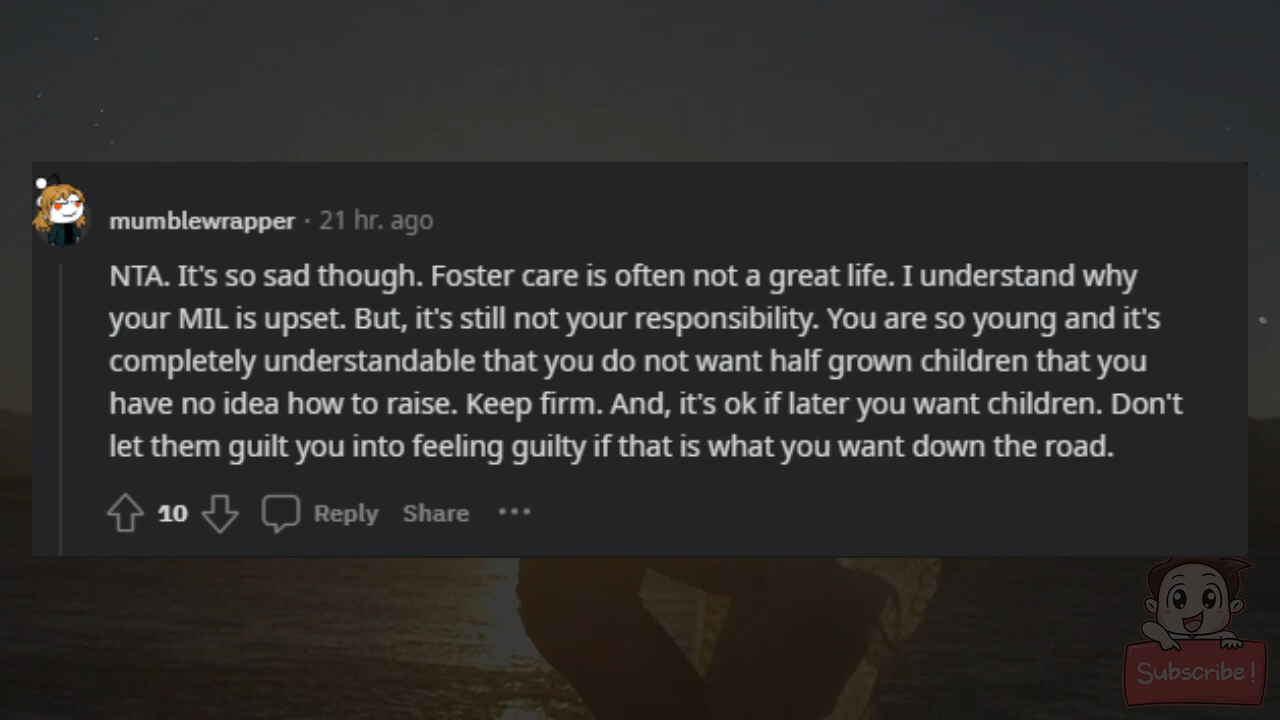 mumblewrapper · 21 hr. ago
NTA. It's so sad though. Foster care is often not a great life. I understand why
your MIL is upset. But, it's still not your responsibility. You are so young and it's
completely understandable that you do not want half grown children that you
have no idea how to raise. Keep firm. And, it's ok if later you want children. Don't
let them guilt you into feeling guilty if that is what you want down the road.
10 Reply Share ···
Subscribe!